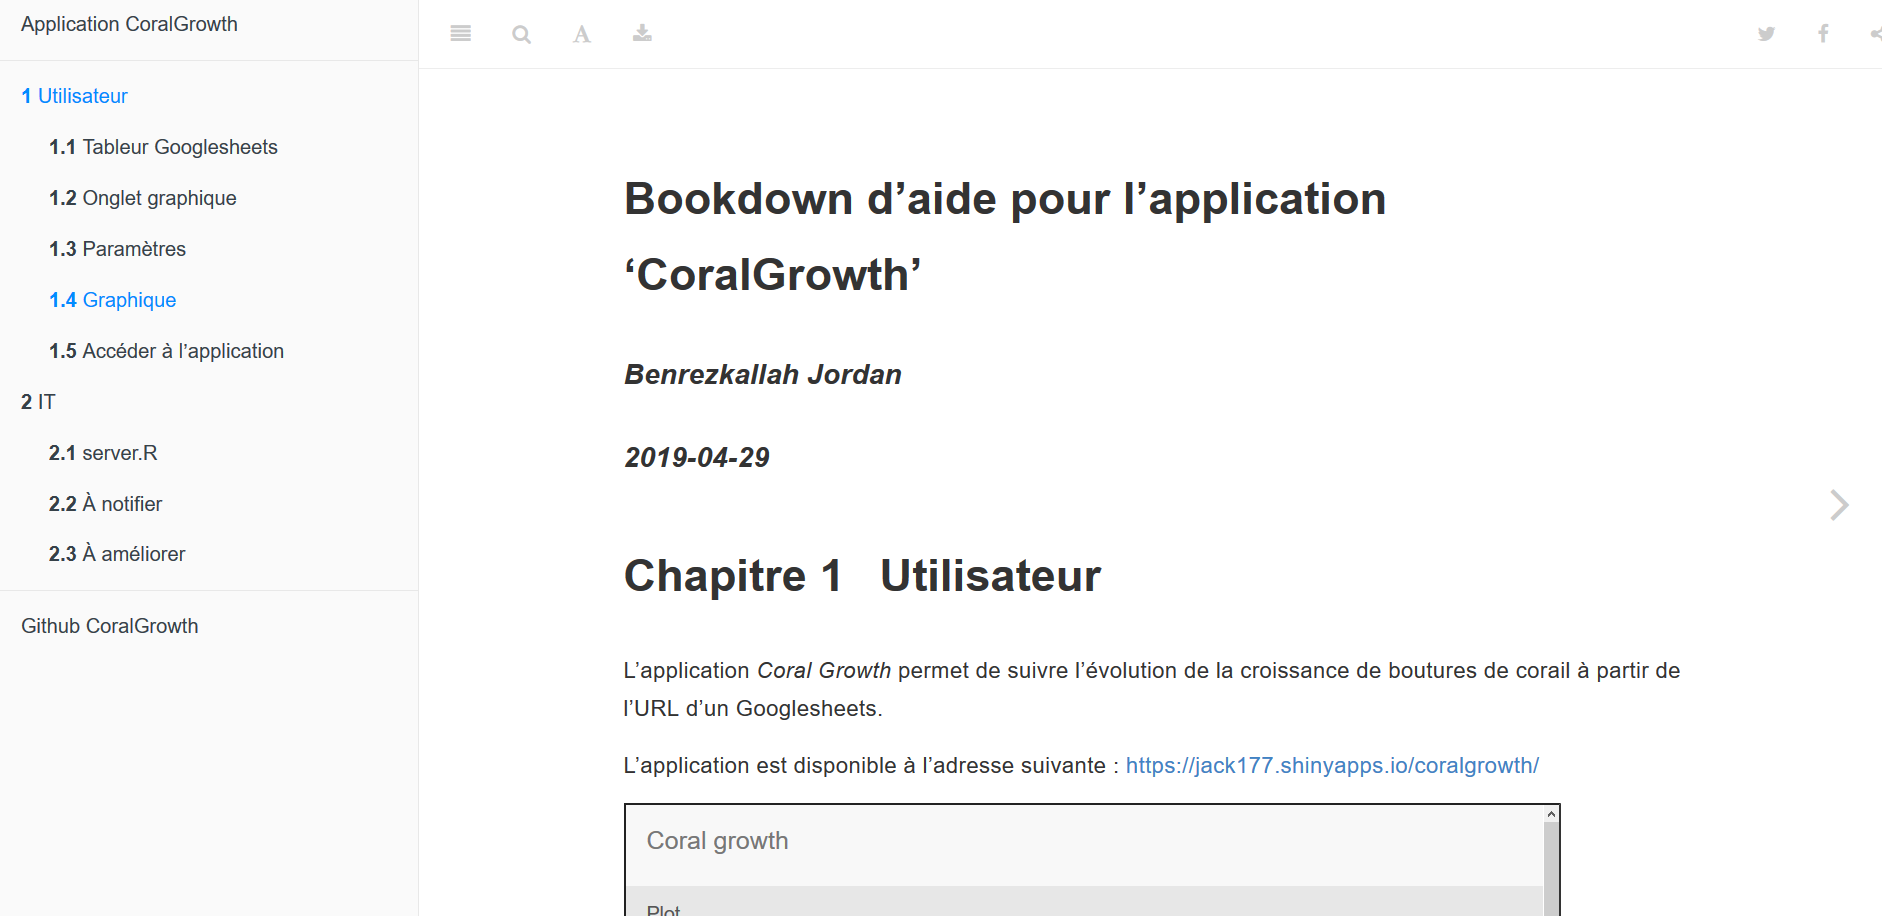 Application CoralGrowth
1 Utilisateur
1.1 Tableur Googlesheets
1.2 Onglet graphique
1.3 Paramètres
1.4 Graphique
1.5 Accéder à l’application
2 IT
2.1 server.R
2.2 À notifier
2.3 À améliorer
Github CoralGrowth
A
Bookdown d’aide pour l’application
‘CoralGrowth’
Benrezkallah Jordan
2019-04-29
Chapitre 1 Utilisateur
L’application Coral Growth permet de suivre l’évolution de la croissance de boutures de corail à partir de
l’URL d’un Googlesheets.
L’application est disponible à l’adresse suivante : https://jack177.shinyapps.io/coralgrowth/
Coral growth
Plot